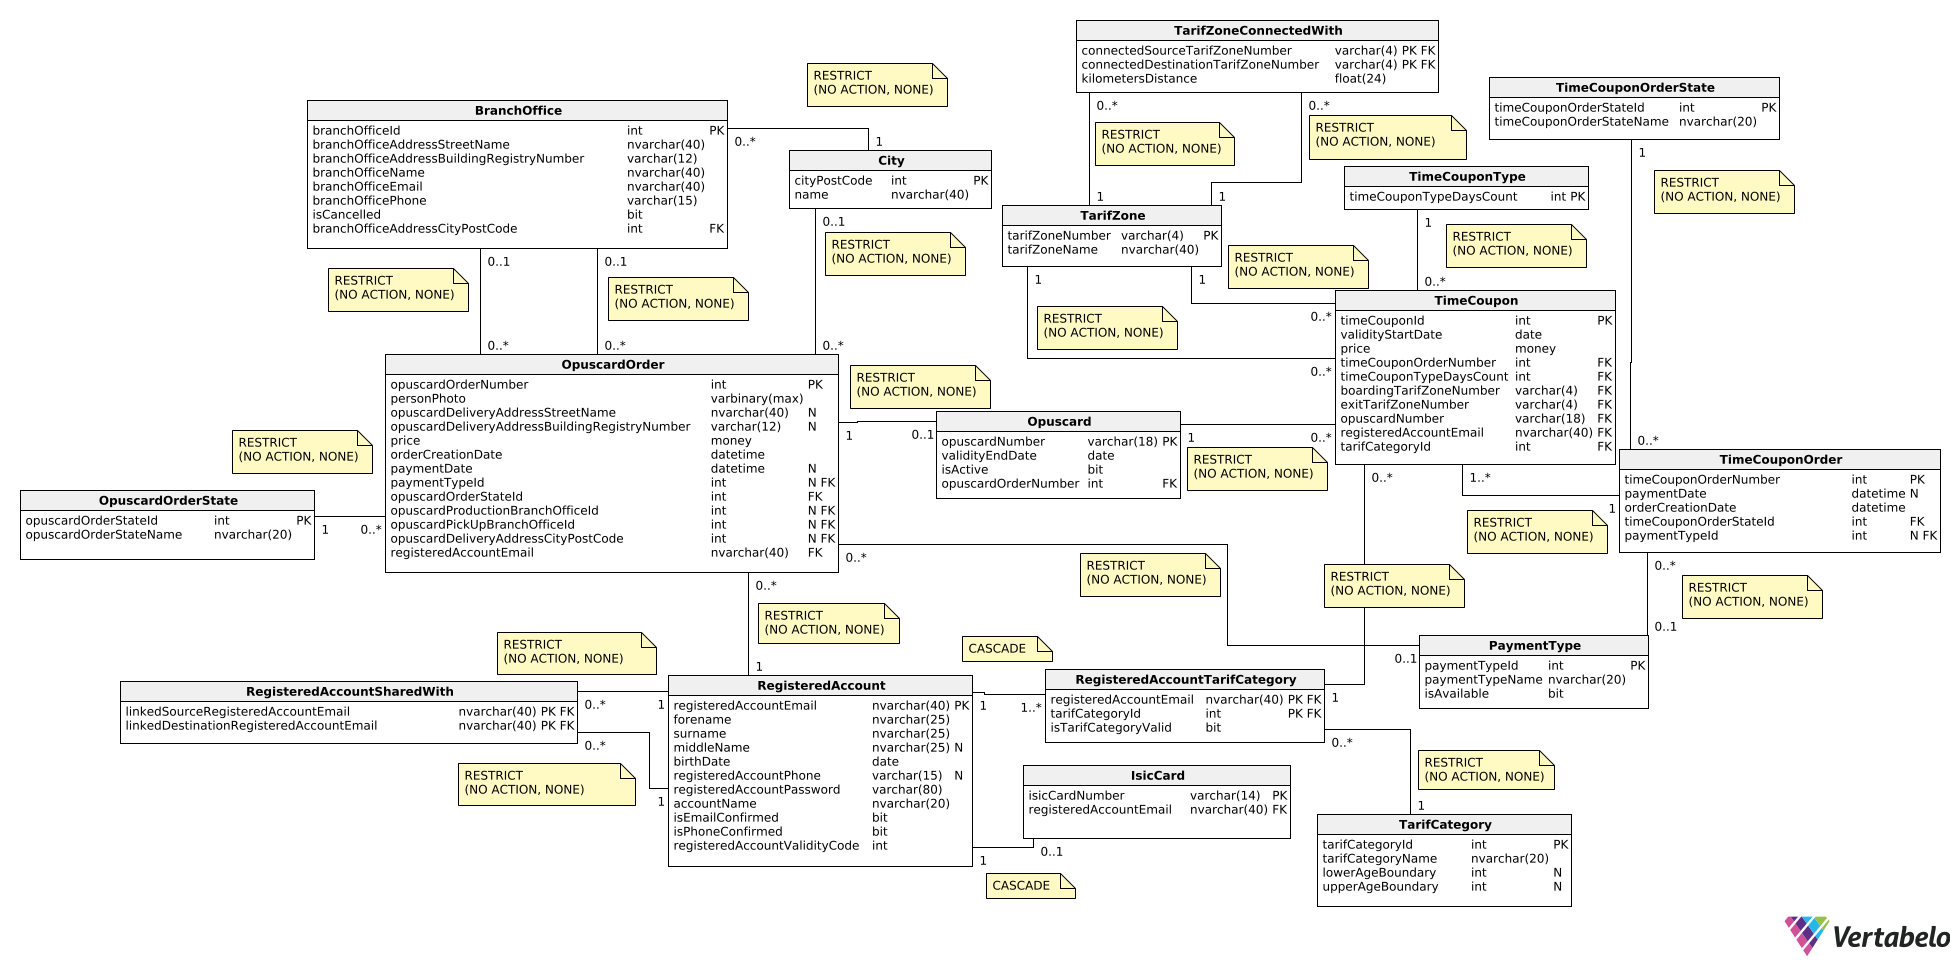 TarifZoneConnectedWith
connectedSourceTarifZoneNumber varchar(4) PK FK
connectedDestinationTarifZoneNumber varchar(4) PK FK
kilometersDistance float(24)
0..*
0..*
RESTRICT
(NO ACTION, NONE)
RESTRICT
(NO ACTION, NONE)
1
1
TimeCouponOrderState
timeCouponOrderStateId int PK
timeCouponOrderStateName nvarchar(20)
1
RESTRICT
(NO ACTION, NONE)
0..*
RESTRICT
(NO ACTION, NONE)
BranchOffice
branchOfficeId int PK
branchOfficeAddressStreetName nvarchar(40)
branchOfficeAddressBuildingRegistryNumber varchar(12)
branchOfficeName nvarchar(40)
branchOfficeEmail nvarchar(40)
branchOfficePhone varchar(15)
isCancelled bit
branchOfficeAddressCityPostCode int FK
0..*
1
City
cityPostCode int PK
name nvarchar(40)
0..1
RESTRICT
(NO ACTION, NONE)
0..*
TimeCouponType
timeCouponTypeDaysCount int PK
1
RESTRICT
(NO ACTION, NONE)
0..*
TarifZone
tarifZoneNumber varchar(4) PK
tarifZoneName nvarchar(40)
1
1
RESTRICT
(NO ACTION, NONE)
RESTRICT
(NO ACTION, NONE)
0..*
0..*
0..1
0..1
RESTRICT
(NO ACTION, NONE)
RESTRICT
(NO ACTION, NONE)
0..*
0..*
TimeCoupon
timeCouponId int PK
validityStartDate date
price money
timeCouponOrderNumber int FK
timeCouponTypeDaysCount int FK
boardingTarifZoneNumber varchar(4) FK
exitTarifZoneNumber varchar(4) FK
opuscardNumber varchar(18) FK
registeredAccountEmail nvarchar(40) FK
tarifCategoryId int FK
OpuscardOrder
opuscardOrderNumber int PK
personPhoto varbinary(max)
opuscardDeliveryAddressStreetName nvarchar(40) N
opuscardDeliveryAddressBuildingRegistryNumber varchar(12) N
price money
orderCreationDate datetime
paymentDate datetime N
paymentTypeId int N FK
opuscardOrderStateId int FK
opuscardProductionBranchOfficeId int N FK
opuscardPickUpBranchOfficeId int N FK
opuscardDeliveryAddressCityPostCode int N FK
registeredAccountEmail nvarchar(40) FK
RESTRICT
(NO ACTION, NONE)
1
0..1
Opuscard
opuscardNumber varchar(18) PK
validityEndDate date
isActive bit
opuscardOrderNumber int FK
1
0..*
RESTRICT
(NO ACTION, NONE)
RESTRICT
(NO ACTION, NONE)
OpuscardOrderState
opuscardOrderStateId int PK
opuscardOrderStateName nvarchar(20)
1
0..*
TimeCouponOrder
timeCouponOrderNumber int PK
paymentDate datetime N
orderCreationDate datetime
timeCouponOrderStateId int FK
paymentTypeId int N FK
0..*
1..*
1
RESTRICT
(NO ACTION, NONE)
0..*
RESTRICT
(NO ACTION, NONE)
0..*
RESTRICT
(NO ACTION, NONE)
RESTRICT
(NO ACTION, NONE)
0..1
0..*
RESTRICT
(NO ACTION, NONE)
1
PaymentType
paymentTypeId int PK
paymentTypeName nvarchar(20)
isAvailable bit
0..1
RESTRICT
(NO ACTION, NONE)
CASCADE
RegisteredAccountSharedWith
linkedSourceRegisteredAccountEmail nvarchar(40) PK FK
linkedDestinationRegisteredAccountEmail nvarchar(40) PK FK
0..*
1
0..*
1
RESTRICT
(NO ACTION, NONE)
RegisteredAccount
registeredAccountEmail nvarchar(40) PK
forename nvarchar(25)
surname nvarchar(25)
middleName nvarchar(25) N
birthDate date
registeredAccountPhone varchar(15) N
registeredAccountPassword varchar(80)
accountName nvarchar(20)
isEmailConfirmed bit
isPhoneConfirmed bit
registeredAccountValidityCode int
1
1..*
RegisteredAccountTarifCategory
registeredAccountEmail nvarchar(40) PK FK
tarifCategoryId int PK FK
isTarifCategoryValid bit
1
0..*
RESTRICT
(NO ACTION, NONE)
1
IsicCard
isicCardNumber varchar(14) PK
registeredAccountEmail nvarchar(40) FK
0..1
1
CASCADE
TarifCategory
tarifCategoryId int PK
tarifCategoryName nvarchar(20)
lowerAgeBoundary int N
upperAgeBoundary int N
Vertabelo